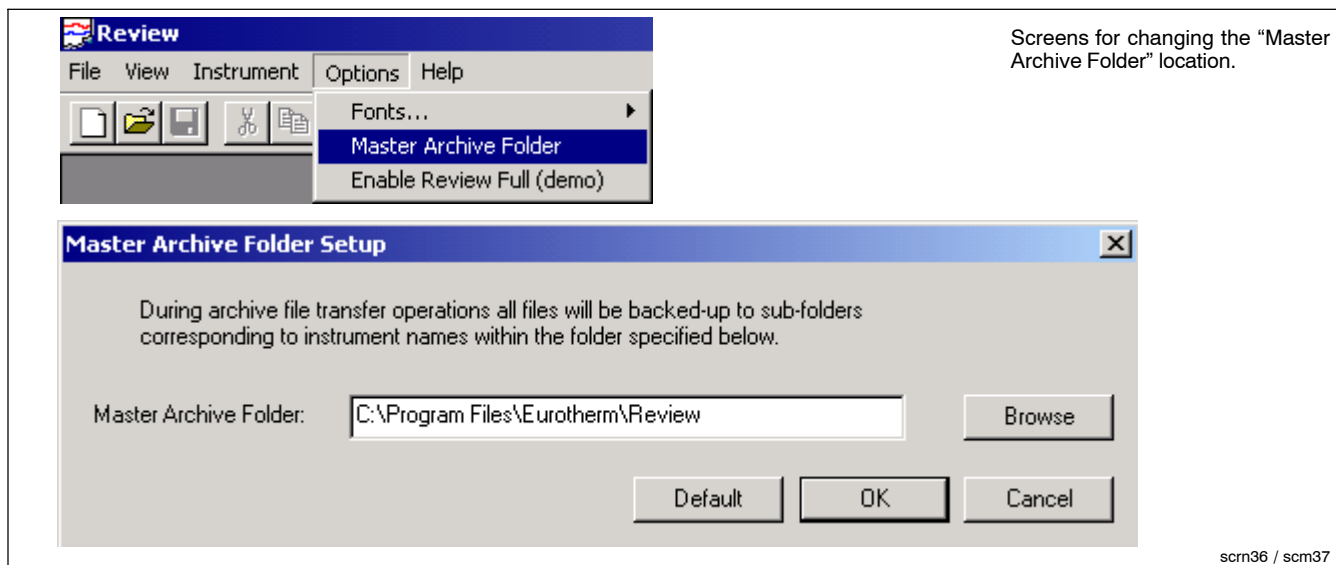 Review
File View Instrument Options Help
Fonts...
Master Archive Folder
Enable Review Full (demo)
Screens for changing the “Master
Archive Folder” location.
Master Archive Folder Setup
During archive file transfer operations all files will be backed-up to sub-folders
corresponding to instrument names within the folder specified below.
Master Archive Folder: C:\Program Files\Eurotherm\Review Browse
Default OK Cancel
scrn36 / scm37